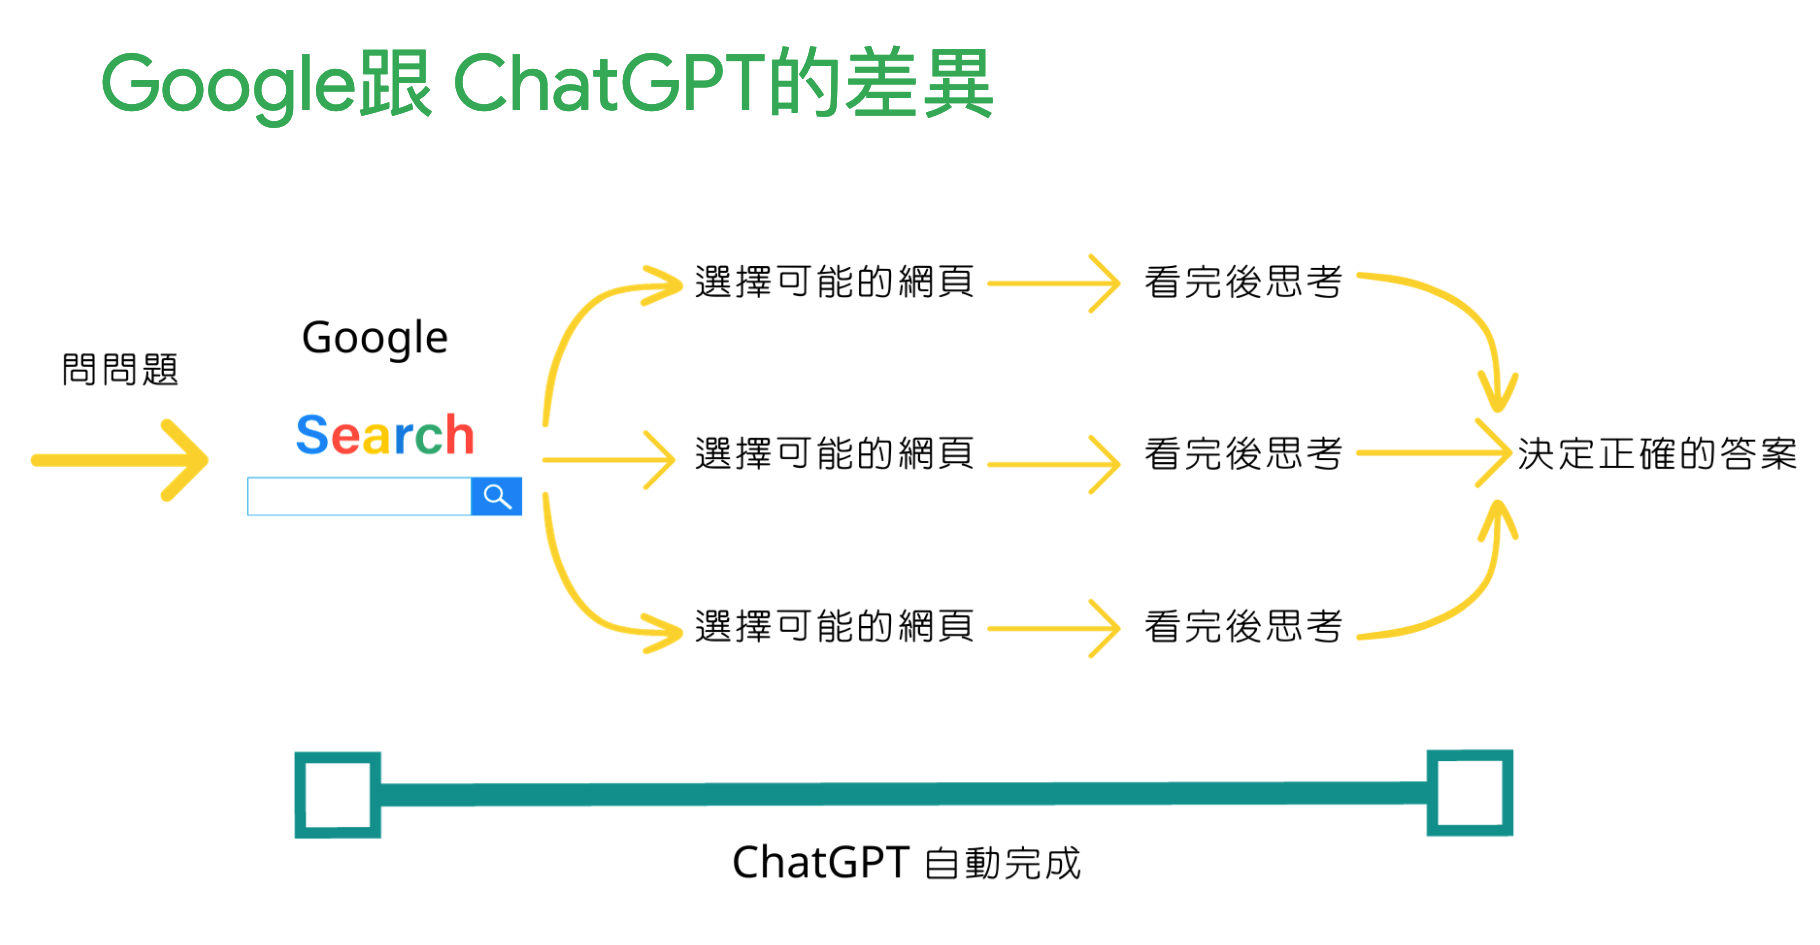 Google跟 ChatGPT的差異
問問題
Google
Search
選擇可能的網頁
看完後思考
選擇可能的網頁
看完後思考
決定正確的答案
選擇可能的網頁
看完後思考
ChatGPT 自動完成